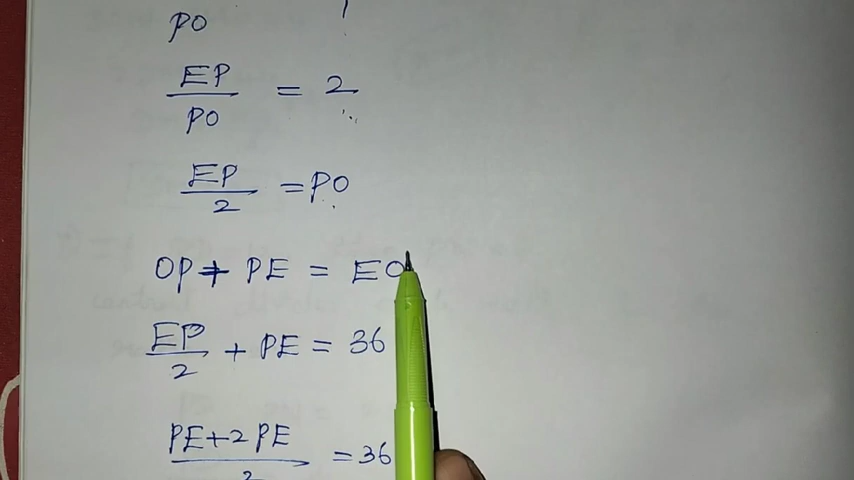 PO
EP/PO = 2
EP/2 = PO
OP + PE = EO
EP/2 + PE = 36
PE+2PE/2 = 36